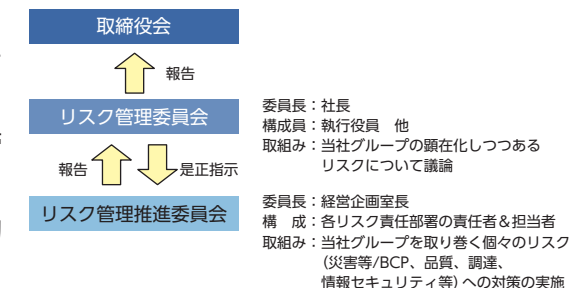 取締役会
報告
リスク管理委員会
委員長：社長
構成員：執行役員　他
取組み：当社グループの顕在化しつつある
リスクについて議論
報告
是正指示
リスク管理推進委員会
委員長：経営企画室長
構　成：各リスク責任部署の責任者＆担当者
取組み：当社グループを取り巻く個々のリスク
(災害等/BCP、品質、調達、
情報セキュリティ等) への対策の実施